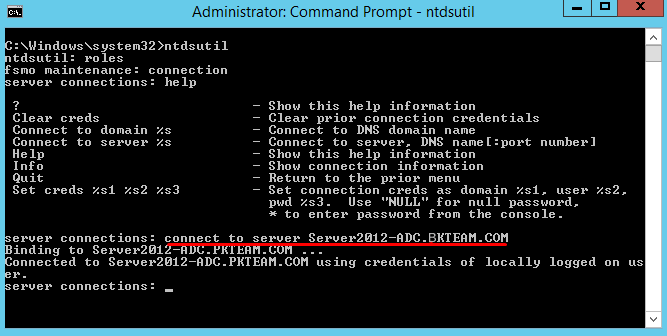 Administrator: Command Prompt - ntdsutil
C:\Windows\system32>ntdsutil
ntdsutil: roles
fsmo maintenance: connection
server connections: help
? - Show this help information
Clear creds - Clear prior connection credentials
Connect to domain %s - Connect to DNS domain name
Connect to server %s - Connect to server, DNS name[:port number]
Help - Show this help information
Info - Show connection information
Quit - Return to the prior menu
Set creds %s1 %s2 %s3 - Set connection creds as domain %s1, user %s2,
pwd %s3. Use "NULL" for null password,
* to enter password from the console.
server connections: connect to server Server2012-ADC.BKTEAM.COM
Binding to Server2012-ADC.PKTEAM.COM ...
Connected to Server2012-ADC.PKTEAM.COM using credentials of locally logged on us
er.
server connections: _